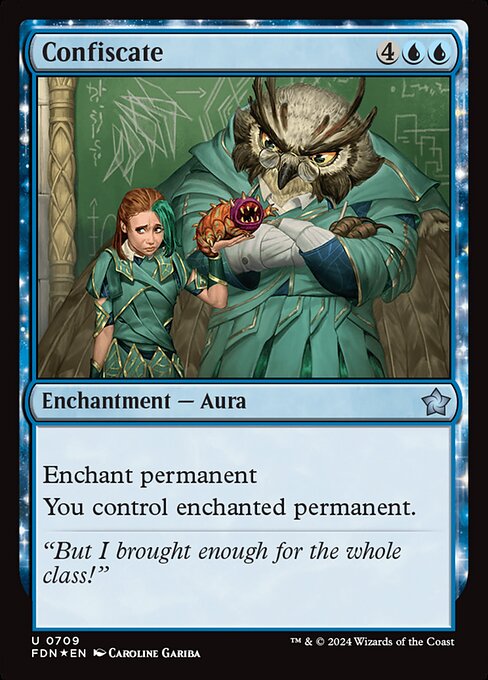 Confiscate 4
Enchantment — Aura
Enchant permanent
You control enchanted permanent.
“But I brought enough for the whole
class!”
U 0709
FDN★EN Caroline Gariba
™ & © 2024 Wizards of the Coast